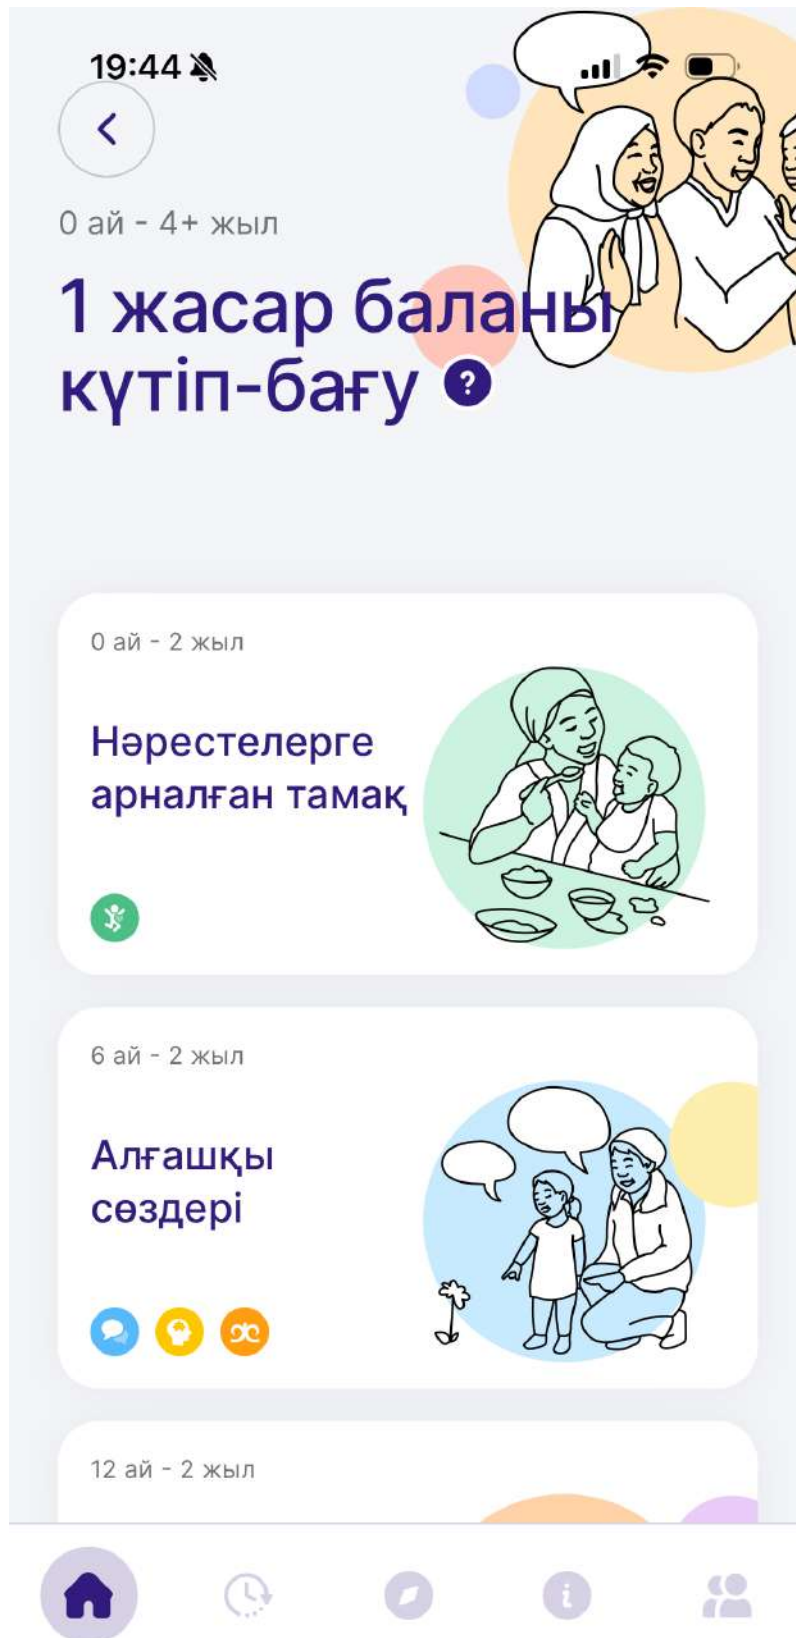 19:44
0 ай - 4+ жыл
1 жасар баланы
күтіп-бағу ?
0 ай - 2 жыл
Нәрестелерге
арналған тамақ
6 ай - 2 жыл
Алғашқы
сөздері
12 ай - 2 жыл